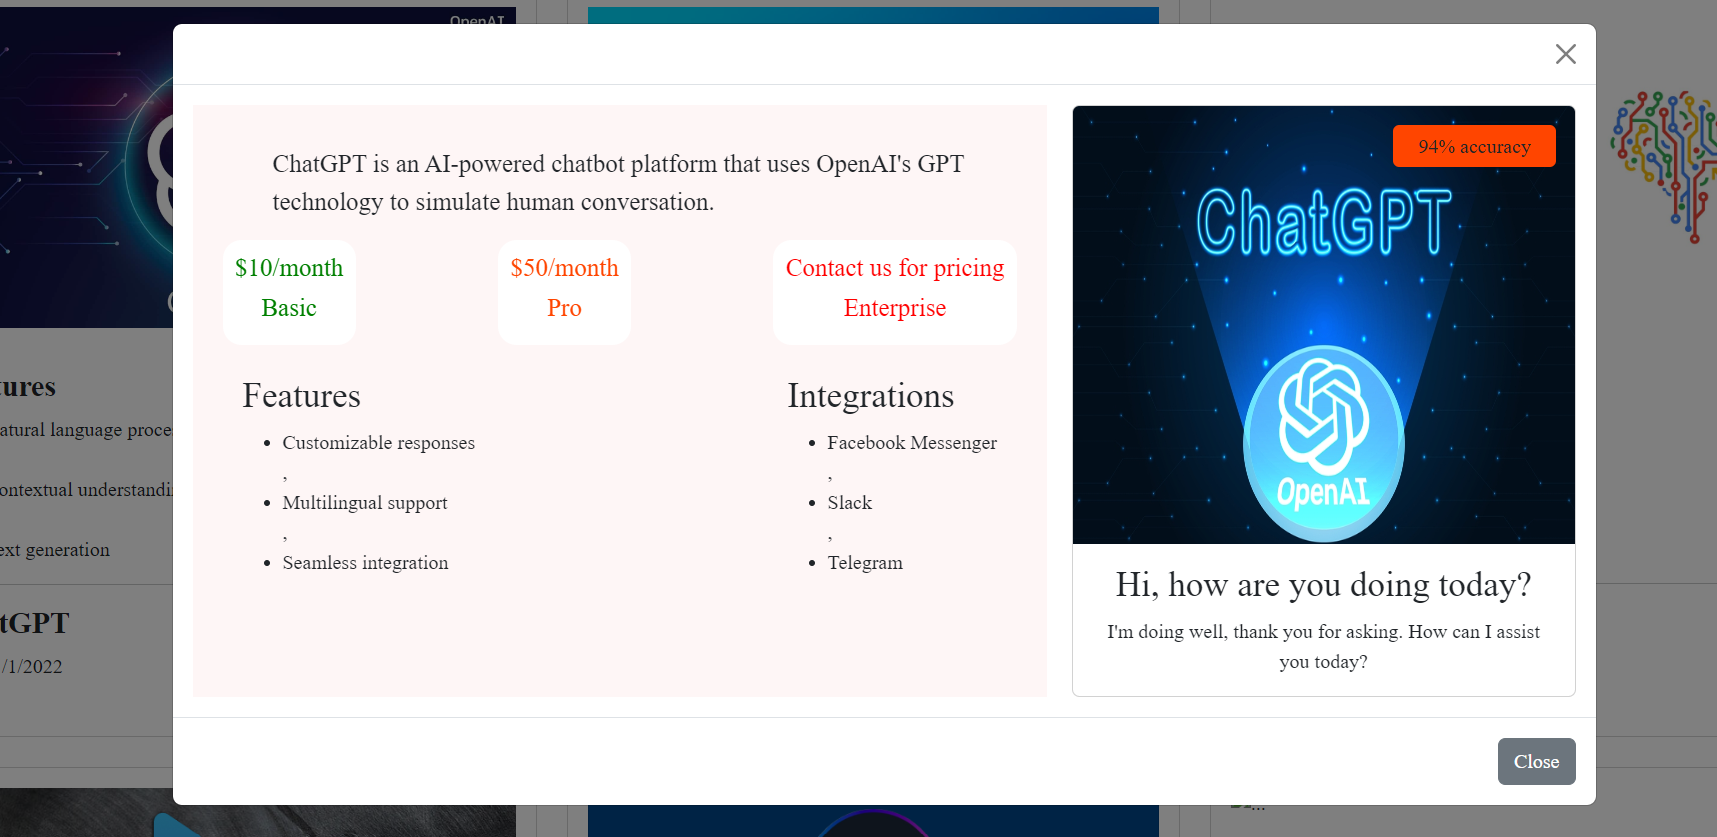 OpenAI
ChatGPT is an AI-powered chatbot platform that uses OpenAI's GPT
technology to simulate human conversation.
$10/month
Basic
$50/month
Pro
Contact us for pricing
Enterprise
Features
Customizable responses
,
Multilingual support
,
Seamless integration
Integrations
Facebook Messenger
,
Slack
,
Telegram
94% accuracy
ChatGPT
OpenAI
Hi, how are you doing today?
I'm doing well, thank you for asking. How can I assist
you today?
Close
tures
atural language proce
ontextual understandi
ext generation
tGPT
/1/2022
...